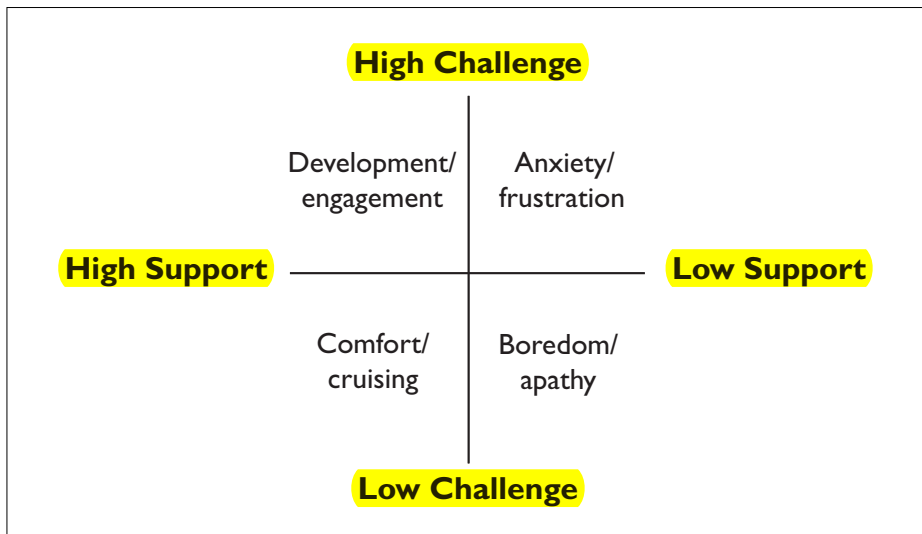 High Challenge
Development/
engagement
Anxiety/
frustration
High Support
Low Support
Comfort/
cruising
Boredom/
apathy
Low Challenge